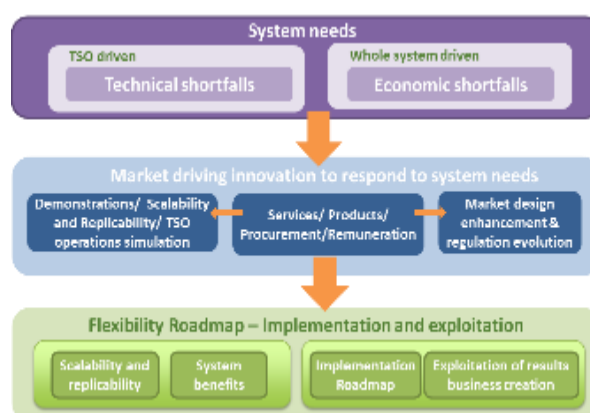 System needs
TSO driven
Whole system driven
Technical shortfalls
Economic shortfalls
Market driving innovation to respond to system needs
Demonstrations/ Scalability
and Replicability/ TSO
operations simulation
Services/ Products/
Procurement/Remuneration
Market design
enhancement &
regulation evolution
Flexibility Roadmap – Implementation and exploitation
Scalability and
replicability
System
benefits
Implementation
Roadmap
Exploitation of results
business creation